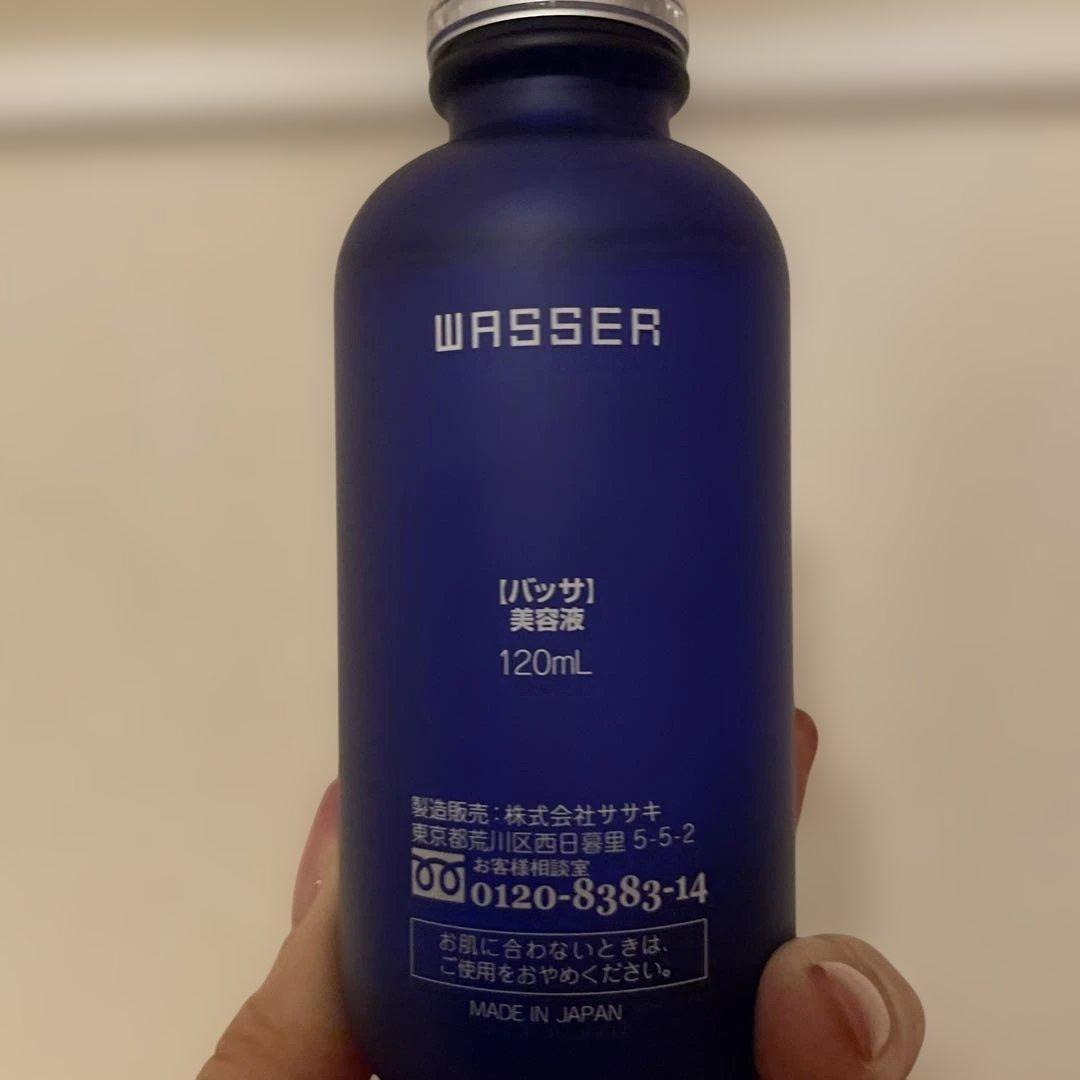 WASSER
【バッサ】
美容液
120mL
製造販売：株式会社ササキ
東京都荒川区西日暮里 5-5-2
お客様相談室
0120-8383-14
お肌に合わないときは、
ご使用をおやめください。
MADE IN JAPAN